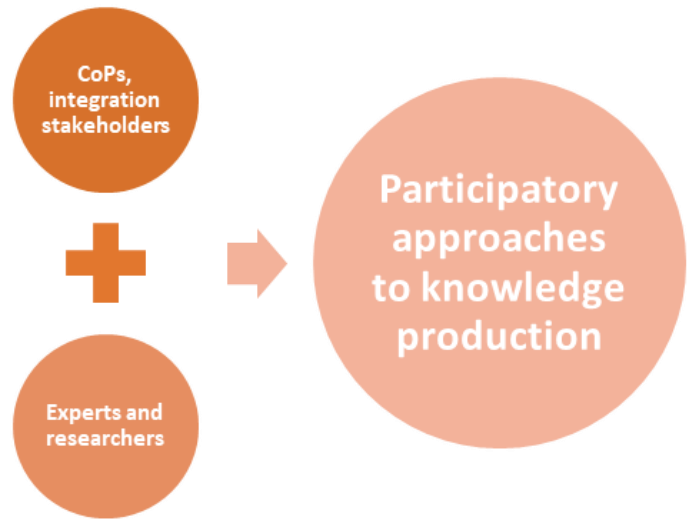 CoPs,
integration
stakeholders
Experts and
researchers
Participatory
approaches
to knowledge
production